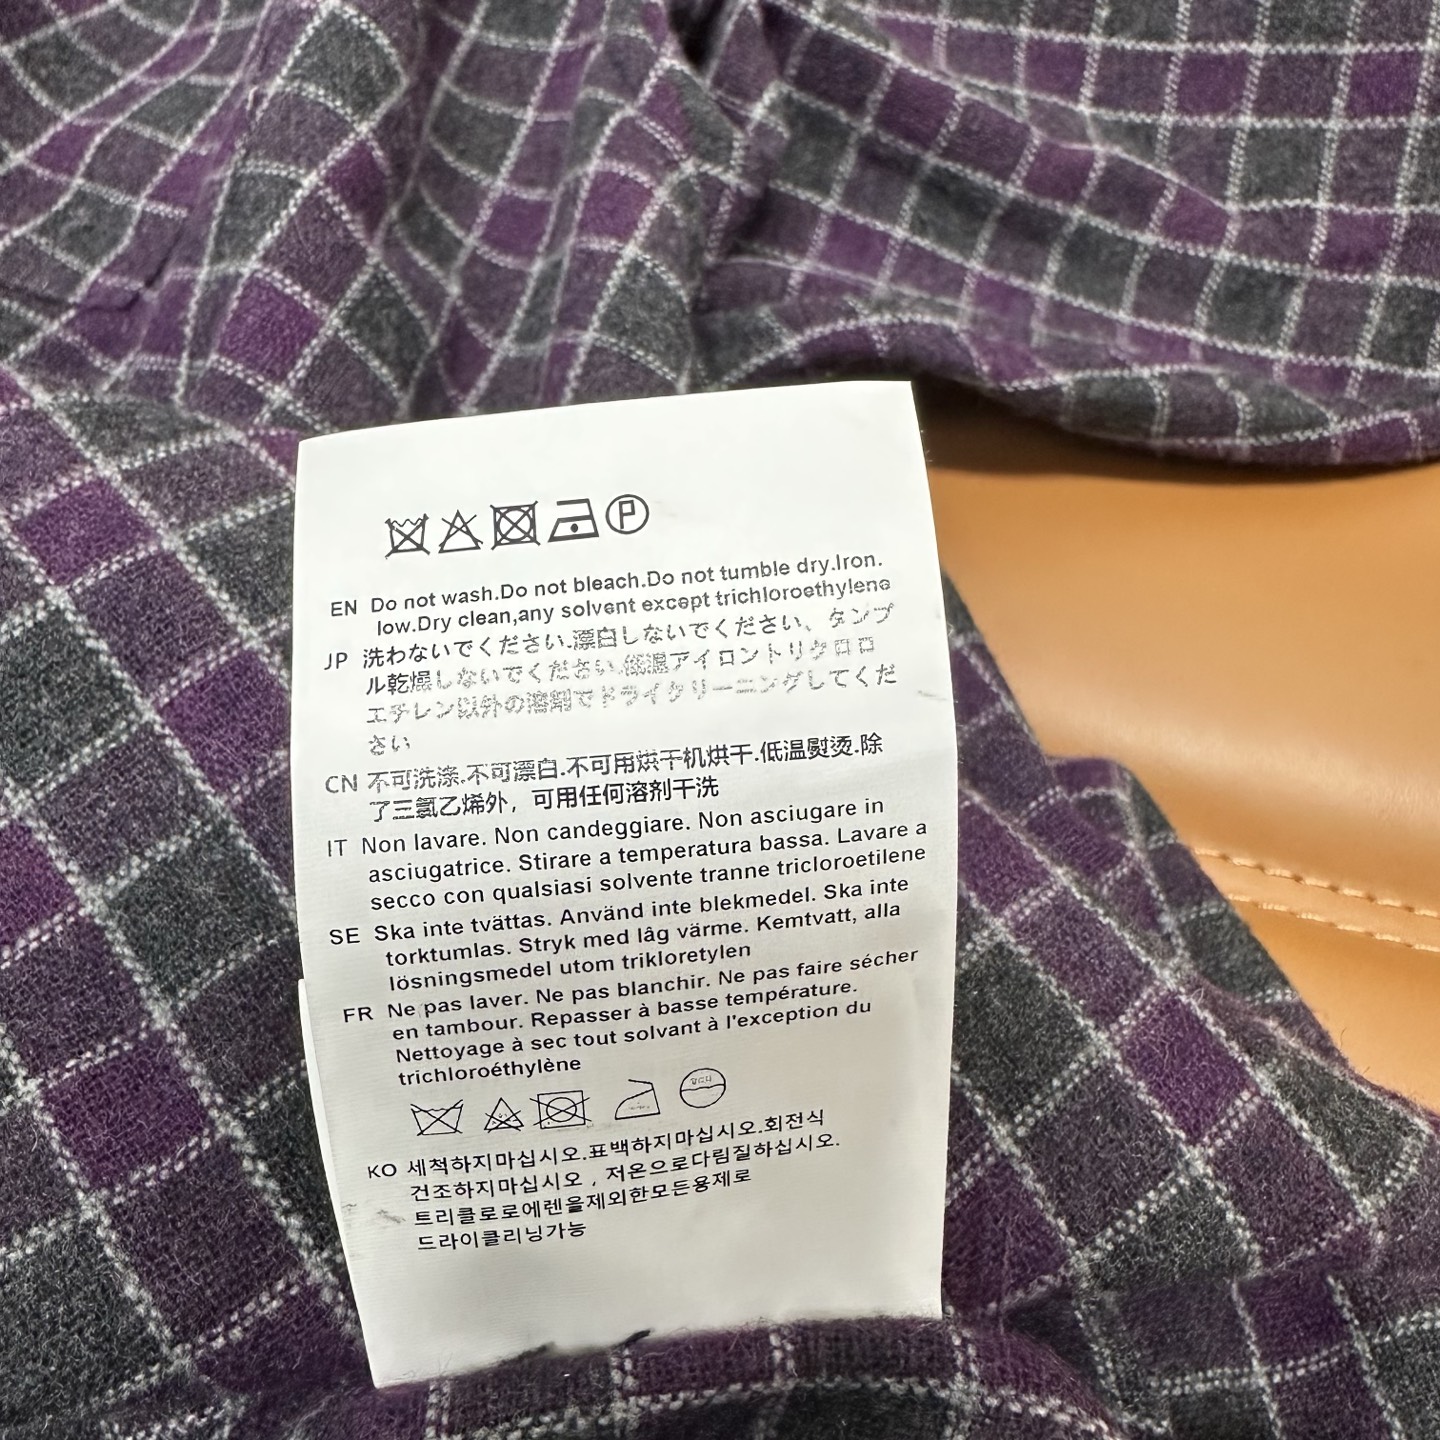 P
EN Do not wash.Do not bleach.Do not tumble dry.Iron.
low.Dry clean,any solvent except trichloroethylene
JP 洗わないでください.漂白しないでください、タンブ
ル乾燥しないでください.低温アイロントリクロロ
エチレン以外の溶剤でドライクリーニングしてくだ
さい
CN 不可洗涤.不可漂白.不可用烘干机烘干.低温熨烫.除
了三氯乙烯外，可用任何溶剂干洗
IT Non lavare. Non candeggiare. Non asciugare in
asciugatrice. Stirare a temperatura bassa. Lavare a
secco con qualsiasi solvente tranne tricloroetilene
SE Ska inte tvättas. Använd inte blekmedel. Ska inte
torktumlas. Stryk med låg värme. Kemtvatt, alla
lösningsmedel utom trikloretylen
FR Ne pas laver. Ne pas blanchir. Ne pas faire sécher
en tambour. Repasser à basse température.
Nettoyage à sec tout solvant à l'exception du
trichloroéthylène
KO 세척하지마십시오.표백하지마십시오.회전식
건조하지마십시오 , 저온으로다림질하십시오.
트리클로로에렌을제외한모든용제로
드라이클리닝가능